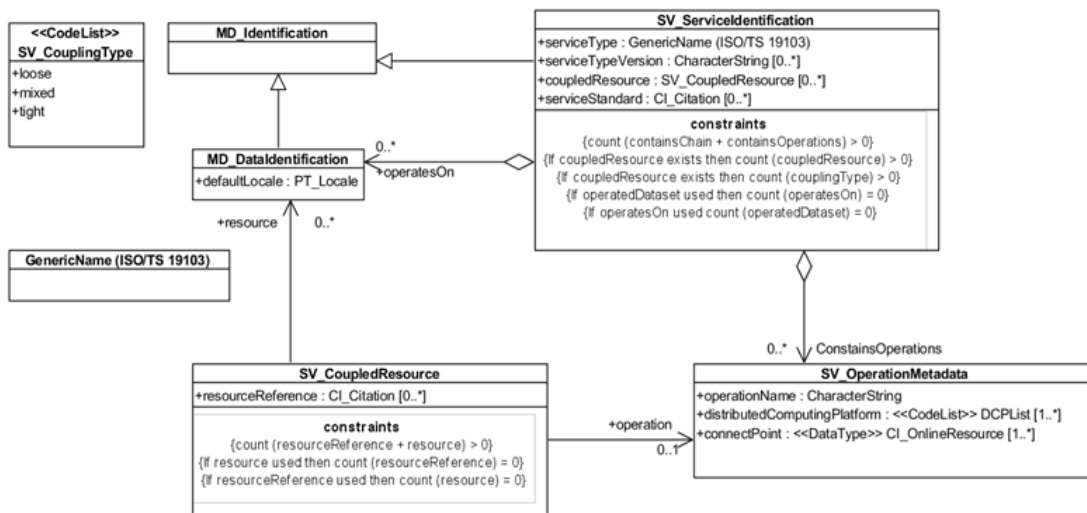 <<CodeList>>
SV_CouplingType
+loose
+mixed
+tight
MD_Identification
SV_ServiceIdentification
+serviceType : GenericName (ISO/TS 19103)
+serviceTypeVersion : CharacterString [0..*]
+coupledResource : SV_CoupledResource [0..*]
+serviceStandard : CI_Citation [0..*]
constraints
{count (containsChain + containsOperations) > 0}
{If coupledResource exists then count (coupledResource) > 0}
{If coupledResource exists then count (couplingType) > 0}
{If operatedDataset used then count (operatesOn) = 0}
{If operatesOn used count (operatedDataset) = 0}
MD_DataIdentification
+defaultLocale : PT_Locale
0..*
+operatesOn
+resource
0..*
GenericName (ISO/TS 19103)
0..*
ConstainsOperations
SV_CoupledResource
+resourceReference : CI_Citation [0..*]
constraints
{count (resourceReference + resource) > 0}
{If resource used then count (resourceReference) = 0}
{If resourceReference used then count (resource) = 0}
+operation
0..1
SV_OperationMetadata
+operationName : CharacterString
+distributedComputingPlatform : <<CodeList>> DCPList [1..*]
+connectPoint : <<DataType>> CI_OnlineResource [1..*]